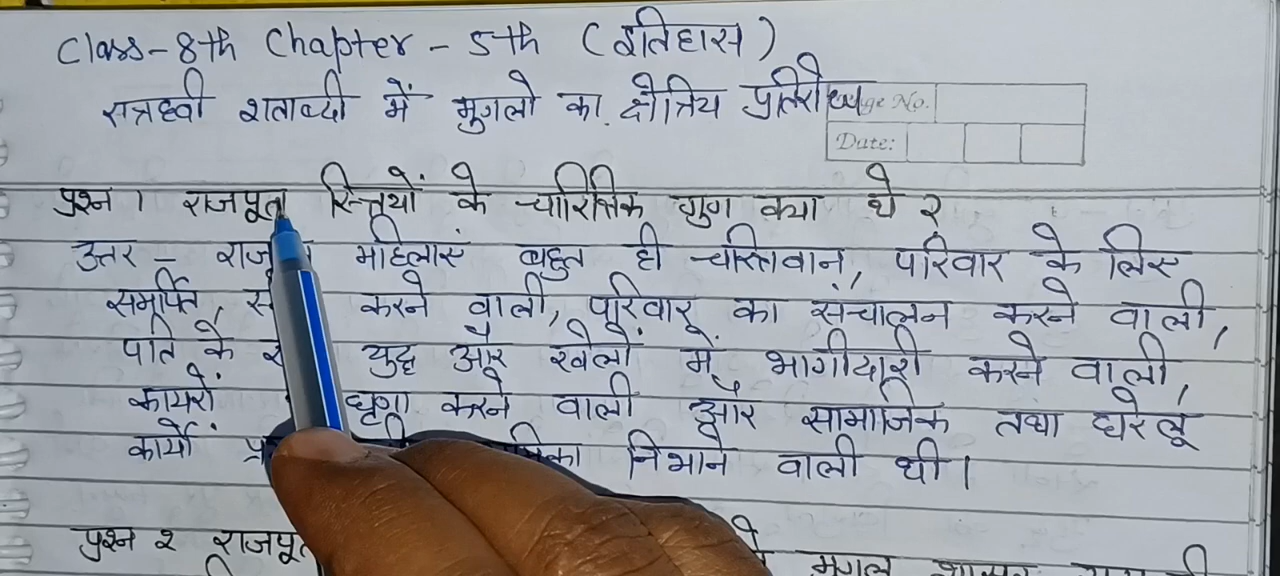 Class-8th Chapter - 5th (इतिहास)
सत्रहवी शताब्दी में मुगलो का क्षेत्रिय प्रतिरोध
Page No.
Date:
प्रश्न 1 राजपूत स्त्रियों के चारित्रिक गुण क्या थे ?
उत्तर - राज महिलाएं बहुत ही चरित्रवान, परिवार के लिए
समर्पित, करने वाली, परिवार का संचालन करने वाली,
पति के युद्ध और खेलों में भागीदारी करने वाली,
कायरों घृणा करने वाली और सामाजिक तथा घरेलू
कार्यो निभाने वाली थी।
प्रश्न २ राजपू मुगल